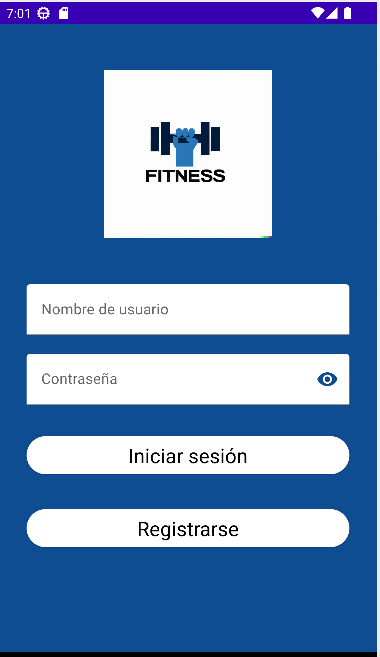 7:01
FITNESS
Nombre de usuario
Contraseña
Iniciar sesión
Registrarse